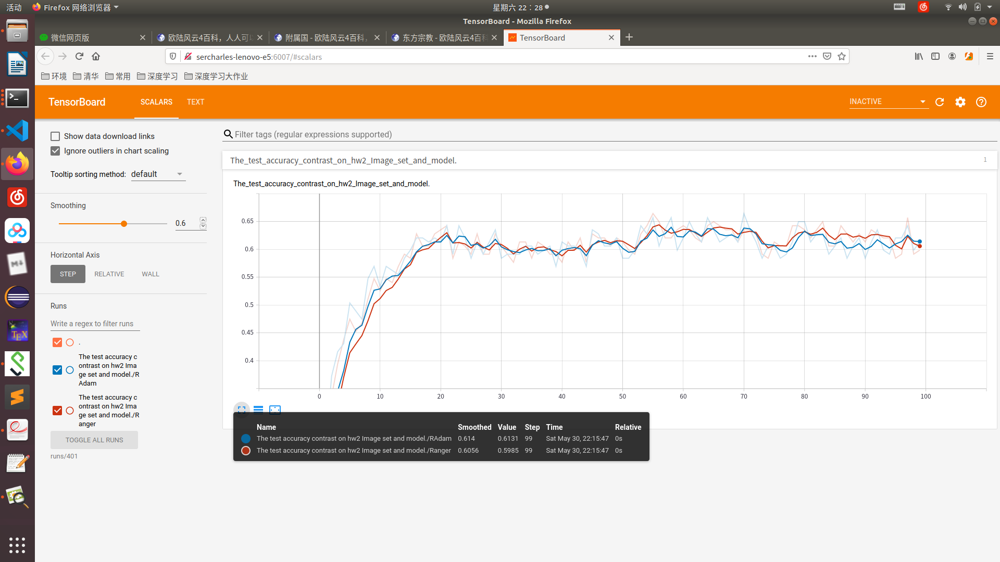 活动
Firefox 网络浏览器
星期六 22：28
TensorBoard - Mozilla Firefox
微信网页版
欧陆风云4百科，人人可
附属国 - 欧陆风云4百科，
东方宗教 - 欧陆风云4百科
TensorBoard
sercharles-lenovo-e5:6007/#scalars
环境
清华
常用
深度学习
深度学习大作业
TensorBoard
SCALARS
TEXT
INACTIVE
Show data download links
Ignore outliers in chart scaling
Tooltip sorting method: default
Smoothing
0.6
Horizontal Axis
STEP
RELATIVE
WALL
Runs
Write a regex to filter runs
.
The test accuracy c
ontrast on hw2 Ima
ge set and model./R
Adam
The test accuracy c
ontrast on hw2 Ima
ge set and model./R
anger
TOGGLE ALL RUNS
runs/401
Filter tags (regular expressions supported)
The_test_accuracy_contrast_on_hw2_Image_set_and_model.
1
The_test_accuracy_contrast_on_hw2_Image_set_and_model.
0.65
0.6
0.55
0.5
0.45
0.4
0 10 20 30 40 50 60 70 80 90 100
Name Smoothed Value Step Time Relative
The test accuracy contrast on hw2 Image set and model./RAdam 0.614 0.6131 99 Sat May 30, 22:15:47 0s
The test accuracy contrast on hw2 Image set and model./Ranger 0.6056 0.5985 99 Sat May 30, 22:15:47 0s